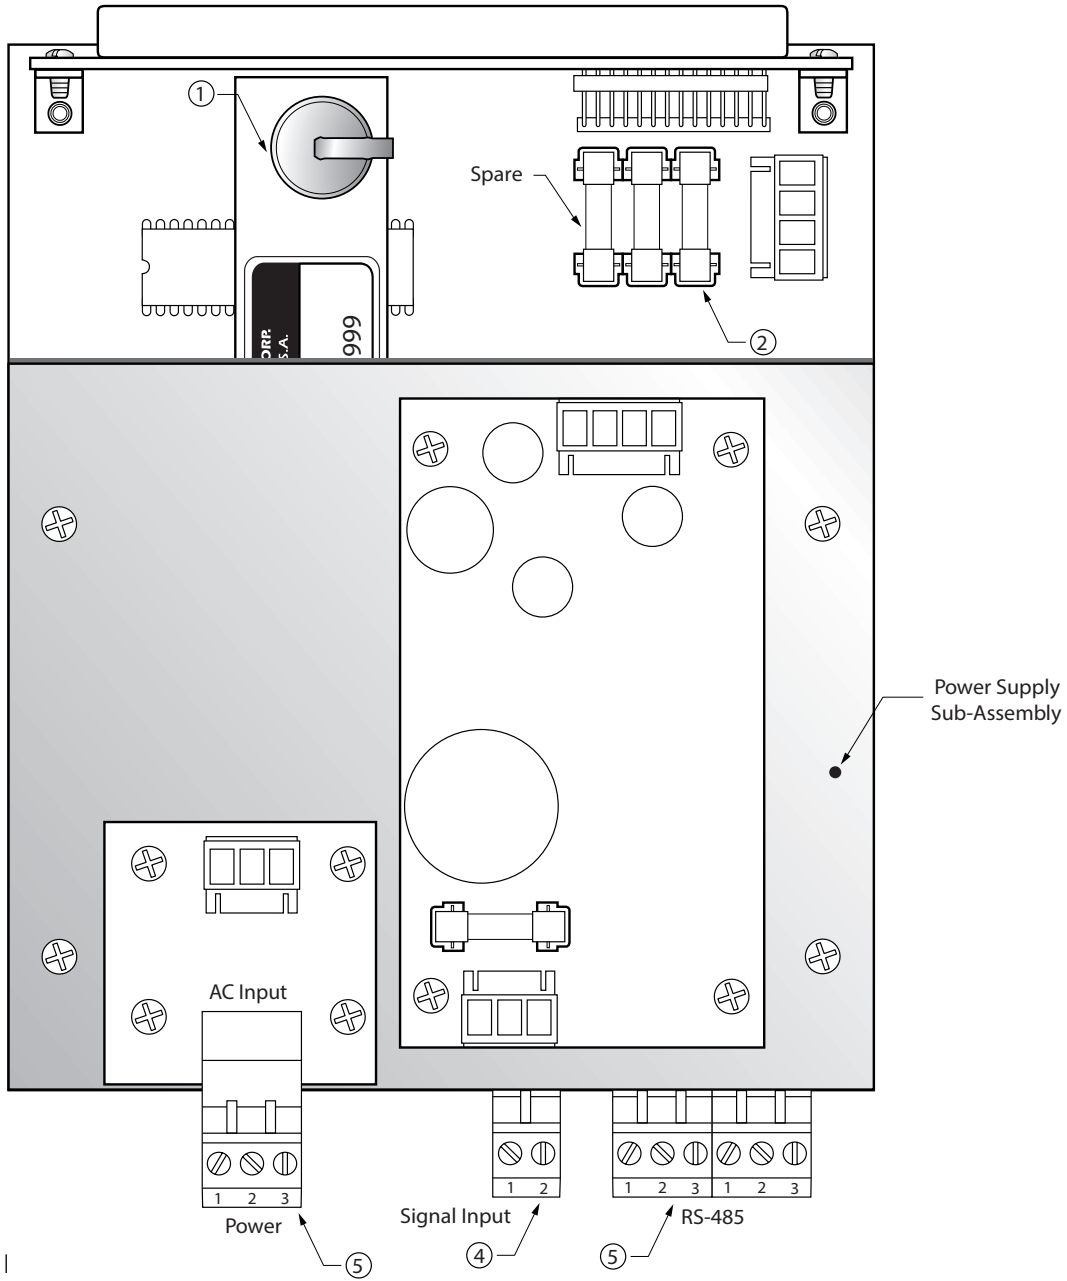 1
Spare
2
ORP.
S.A.
999
Power Supply
Sub-Assembly
AC Input
1 2 3
Power
5
1 2
Signal Input
4
1 2 3 1 2 3
RS-485
5